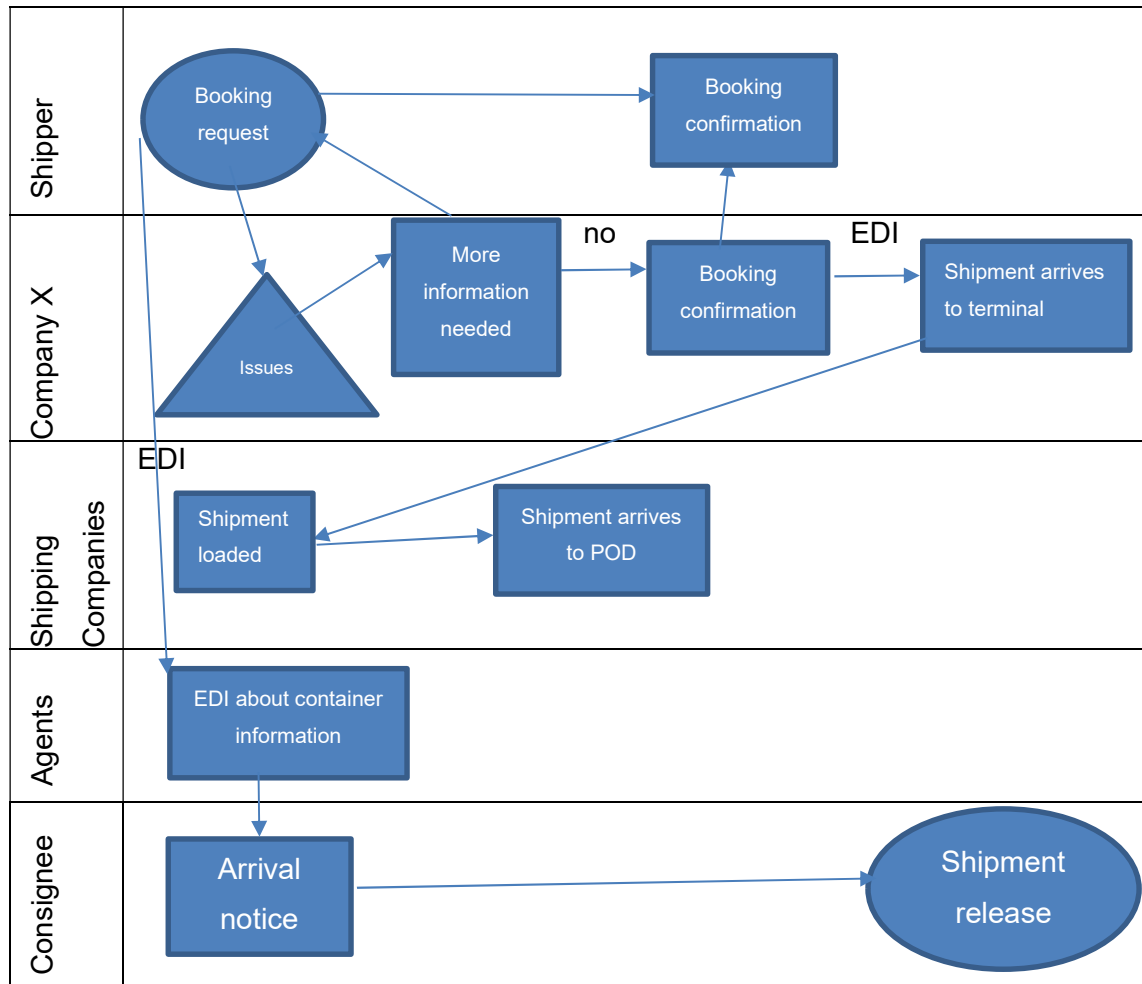 Shipper
Booking
request
Booking
confirmation
Company X
Issues
More
information
needed
no
Booking
confirmation
EDI
Shipment arrives
to terminal
Shipping
Companies
EDI
Shipment
loaded
Shipment arrives
to POD
Agents
EDI about container
information
Consignee
Arrival
notice
Shipment
release